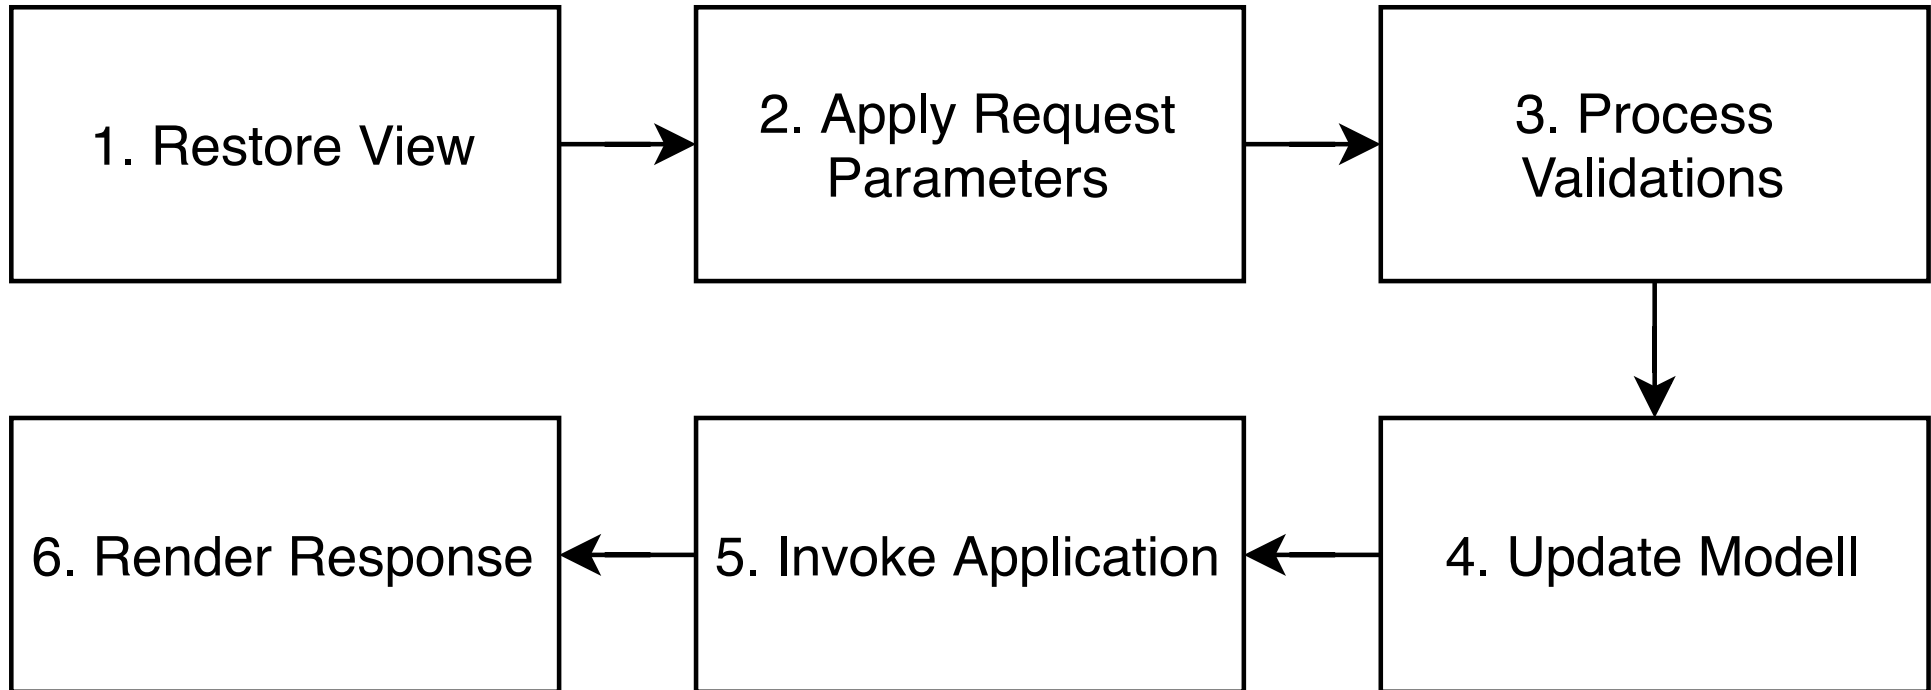 1. Restore View
2. Apply Request
Parameters
3. Process
Validations
6. Render Response
5. Invoke Application
4. Update Modell